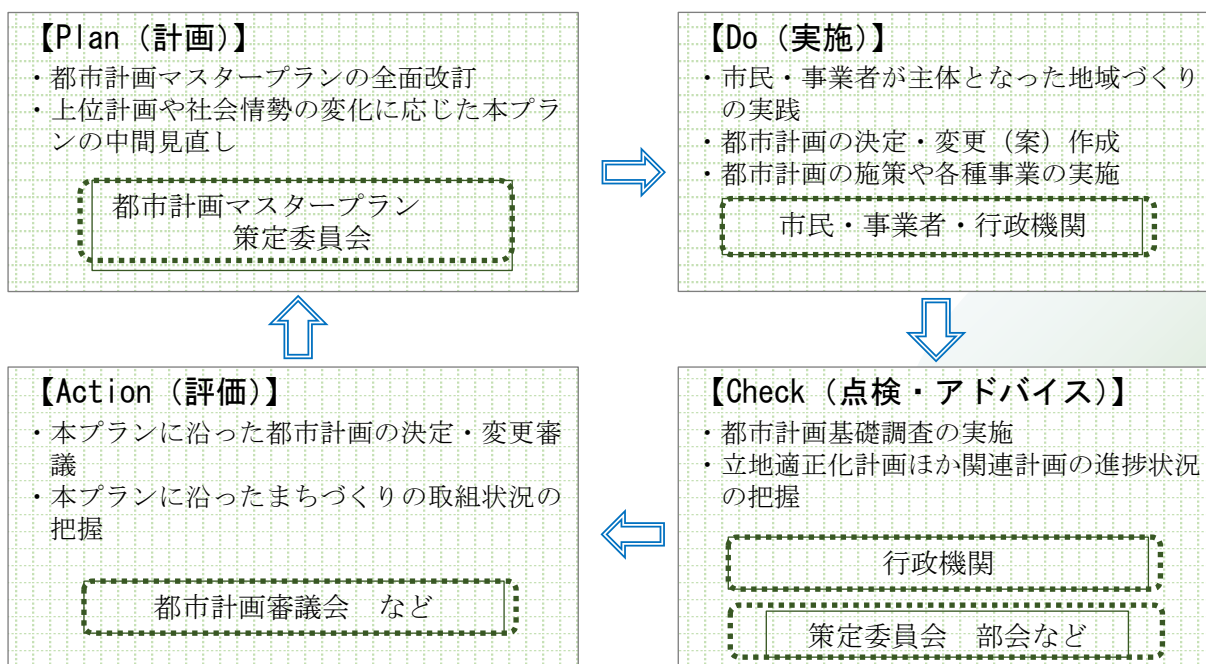 【Plan（計画）】
・都市計画マスタープランの全面改訂
・上位計画や社会情勢の変化に応じた本プラ
ンの中間見直し
都市計画マスタープラン
策定委員会
【Do（実施）】
・市民・事業者が主体となった地域づくり
の実践
・都市計画の決定・変更（案）作成
・都市計画の施策や各種事業の実施
市民・事業者・行政機関
【Action（評価）】
・本プランに沿った都市計画の決定・変更審
議
・本プランに沿ったまちづくりの取組状況の
把握
都市計画審議会　など
【Check（点検・アドバイス）】
・都市計画基礎調査の実施
・立地適正化計画ほか関連計画の進捗状況
の把握
行政機関
策定委員会　部会など